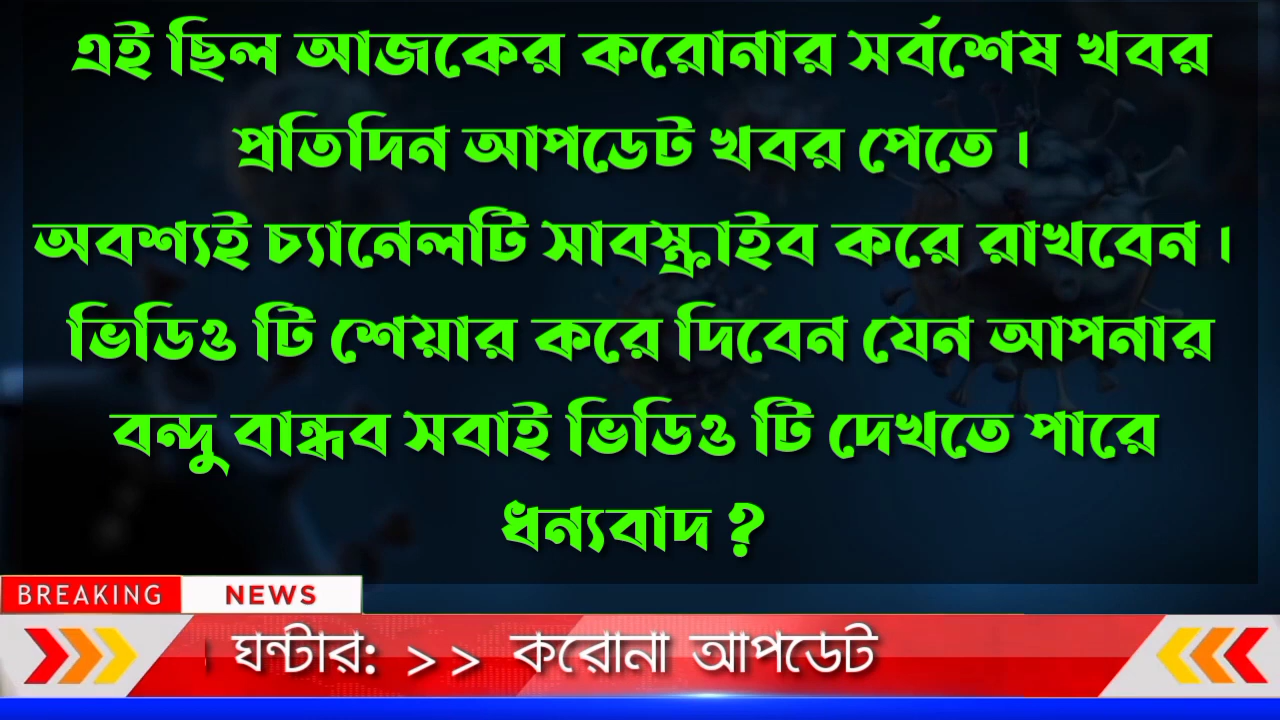 এই ছিল আজকের করোনার সর্বশেষ খবর
প্রতিদিন আপডেট খবর পেতে ।
অবশ্যই চ্যানেলটি সাবস্ক্রাইব করে রাখবেন ।
ভিডিও টি শেয়ার করে দিবেন যেন আপনার
বন্দু বান্ধব সবাই ভিডিও টি দেখতে পারে
ধন্যবাদ ?
BREAKING NEWS
ঘন্টার: >> করোনা আপডেট